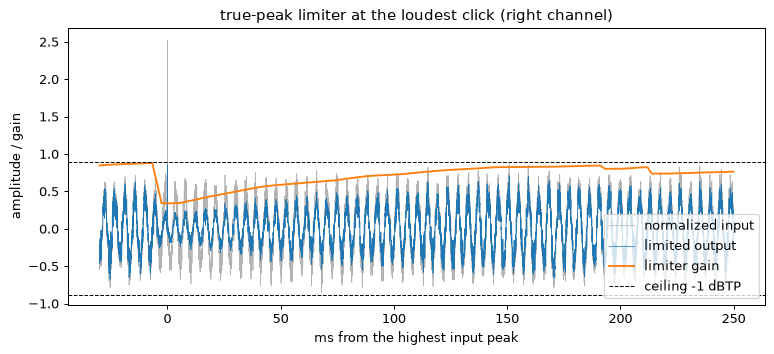 true-peak limiter at the loudest click (right channel)
amplitude / gain
2.5
2.0
1.5
1.0
0.5
0.0
−0.5
−1.0
normalized input
limited output
limiter gain
ceiling -1 dBTP
0
50
100
150
200
250
ms from the highest input peak